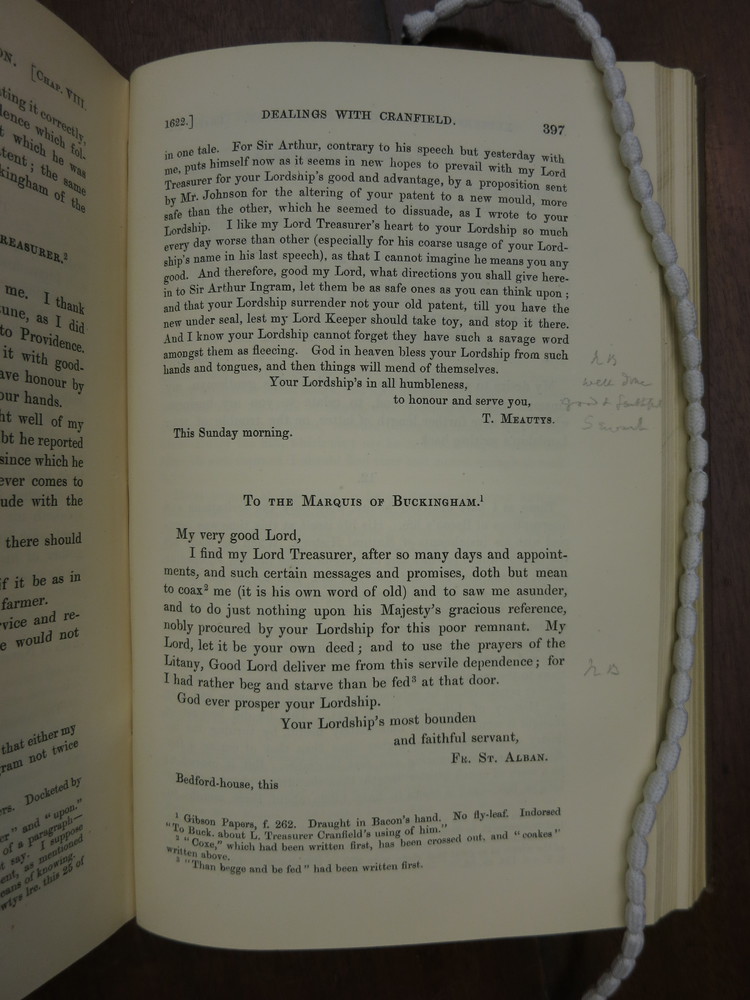 ON. [CHAP. VIII.
ting it correctly,
lence which fol-
t which he was
tent; the same
kingham of the
REASURER.²
me. I thank
une, as I did
to Providence.
it with good-
ave honour by
our hands.
ht well of my
bt he reported
since which he
ever comes to
ude with the
there should
if it be as in
farmer.
rvice and re-
e would not
that either my
ram not twice
ers. Docketed by
er" and "upon."
of a paragraph—
t say. I suppose
ent, as mentioned
eans of knowing.
wtys lre. this 25 of
1622.] DEALINGS WITH CRANFIELD. 397
in one tale. For Sir Arthur, contrary to his speech but yesterday with
me, puts himself now as it seems in new hopes to prevail with my Lord
Treasurer for your Lordship's good and advantage, by a proposition sent
by Mr. Johnson for the altering of your patent to a new mould, more
safe than the other, which he seemed to dissuade, as I wrote to your
Lordship. I like my Lord Treasurer's heart to your Lordship so much
every day worse than other (especially for his coarse usage of your Lord-
ship's name in his last speech), as that I cannot imagine he means you any
good. And therefore, good my Lord, what directions you shall give here-
in to Sir Arthur Ingram, let them be as safe ones as you can think upon;
and that your Lordship surrender not your old patent, till you have the
new under seal, lest my Lord Keeper should take toy, and stop it there.
And I know your Lordship cannot forget they have such a savage word
amongst them as fleecing. God in heaven bless your Lordship from such
hands and tongues, and then things will mend of themselves.
Your Lordship's in all humbleness,
to honour and serve you,
T. MEAUTYS.
This Sunday morning.
NB
well done
good & faithful
Servant
TO THE MARQUIS OF BUCKINGHAM.¹
My very good Lord,
I find my Lord Treasurer, after so many days and appoint-
ments, and such certain messages and promises, doth but mean
to coax² me (it is his own word of old) and to saw me asunder,
and to do just nothing upon his Majesty's gracious reference,
nobly procured by your Lordship for this poor remnant. My
Lord, let it be your own deed; and to use the prayers of the
Litany, Good Lord deliver me from this servile dependence; for
I had rather beg and starve than be fed³ at that door.
NB
God ever prosper your Lordship.
Your Lordship's most bounden
and faithful servant,
FR. ST. ALBAN.
Bedford-house, this
¹ Gibson Papers, f. 262. Draught in Bacon's hand. No fly-leaf. Indorsed
"To Buck. about L. Treasurer Cranfield's using of him."
² "Coxe," which had been written first, has been crossed out, and "coakes"
written above.
³ "Than begge and be fed" had been written first.